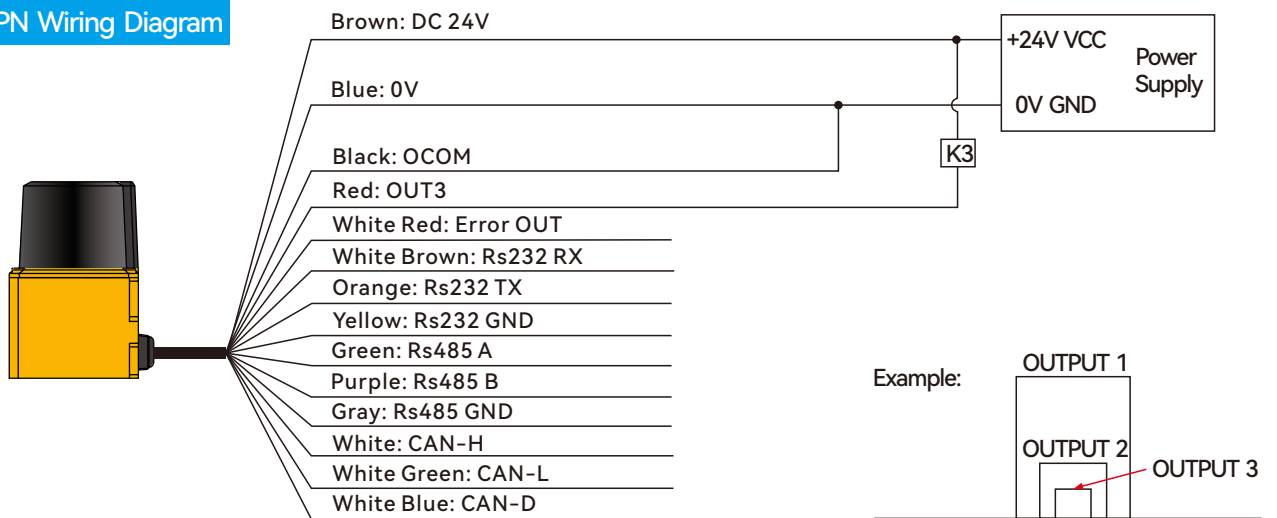 PN Wiring Diagram
Brown: DC 24V
+24V VCC
Power
Supply
Blue: 0V
0V GND
Black: OCOM
K3
Red: OUT3
White Red: Error OUT
White Brown: Rs232 RX
Orange: Rs232 TX
Yellow: Rs232 GND
Green: Rs485 A
Purple: Rs485 B
Gray: Rs485 GND
White: CAN-H
White Green: CAN-L
White Blue: CAN-D
Example:
OUTPUT 1
OUTPUT 2
OUTPUT 3